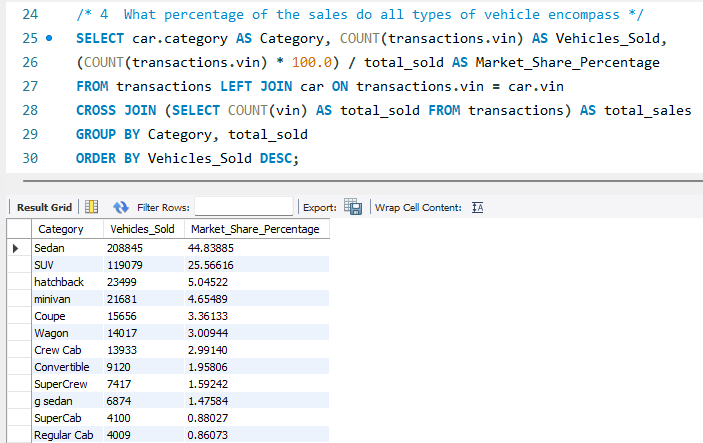 24 /* 4 What percentage of the sales do all types of vehicle encompass */
25 SELECT car.category AS Category, COUNT(transactions.vin) AS Vehicles_Sold,
26 (COUNT(transactions.vin) * 100.0) / total_sold AS Market_Share_Percentage
27 FROM transactions LEFT JOIN car ON transactions.vin = car.vin
28 CROSS JOIN (SELECT COUNT(vin) AS total_sold FROM transactions) AS total_sales
29 GROUP BY Category, total_sold
30 ORDER BY Vehicles_Sold DESC;
Result Grid Filter Rows: Export: Wrap Cell Content:
Category Vehicles_Sold Market_Share_Percentage
Sedan 208845 44.83885
SUV 119079 25.56616
hatchback 23499 5.04522
minivan 21681 4.65489
Coupe 15656 3.36133
Wagon 14017 3.00944
Crew Cab 13933 2.99140
Convertible 9120 1.95806
SuperCrew 7417 1.59242
g sedan 6874 1.47584
SuperCab 4100 0.88027
Regular Cab 4009 0.86073